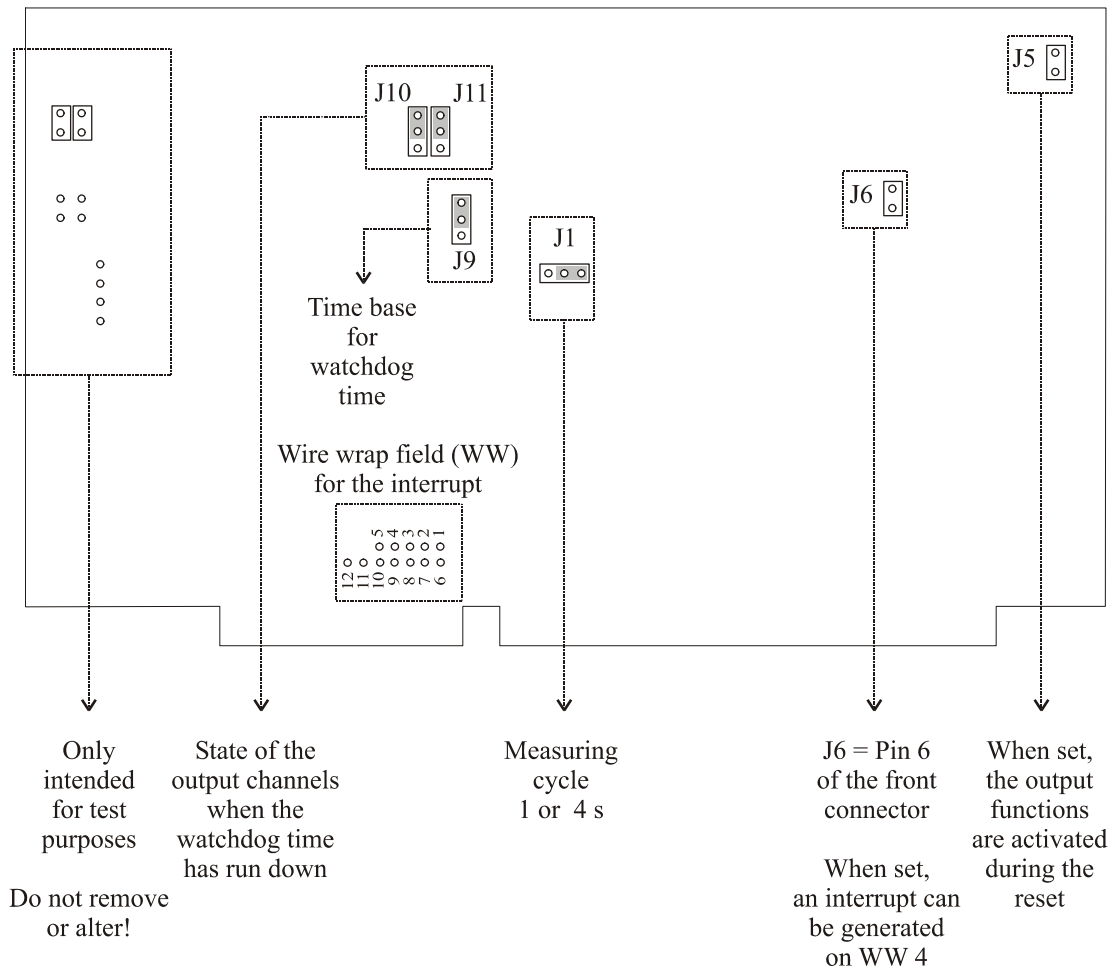 J5
J10 J11
J6
J9
J1
Time base
for
watchdog
time
Wire wrap field (WW)
for the interrupt
5 4 3 2 1
12 11 10 9 8 7 6
Only
intended
for test
purposes
Do not remove
or alter!
State of the
output channels
when the
watchdog time
has run down
Measuring
cycle
1 or 4 s
J6 = Pin 6
of the front
connector
When set,
an interrupt can
be generated
on WW 4
When set,
the output
functions
are activated
during the
reset